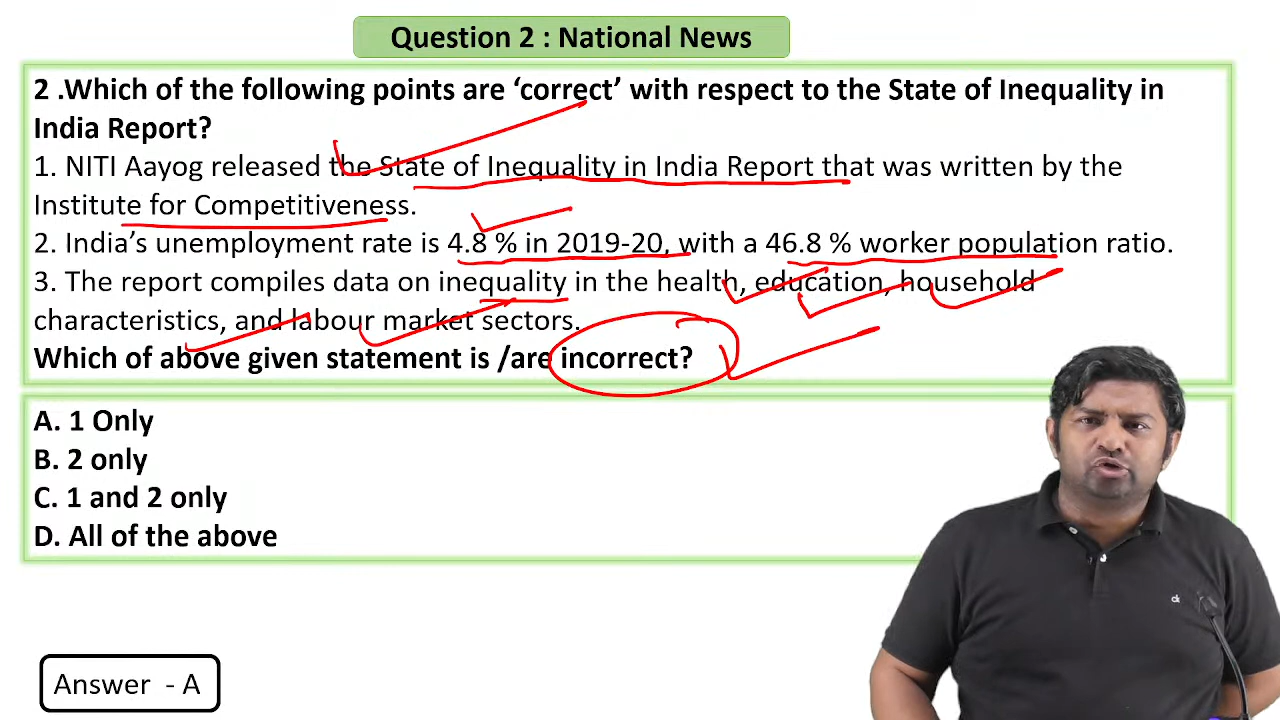 Question 2 : National News
2 .Which of the following points are ‘correct’ with respect to the State of Inequality in
India Report?
1. NITI Aayog released the State of Inequality in India Report that was written by the
Institute for Competitiveness.
2. India’s unemployment rate is 4.8 % in 2019-20, with a 46.8 % worker population ratio.
3. The report compiles data on inequality in the health, education, household
characteristics, and labour market sectors.
Which of above given statement is /are incorrect?
A. 1 Only
B. 2 only
C. 1 and 2 only
D. All of the above
Answer - A